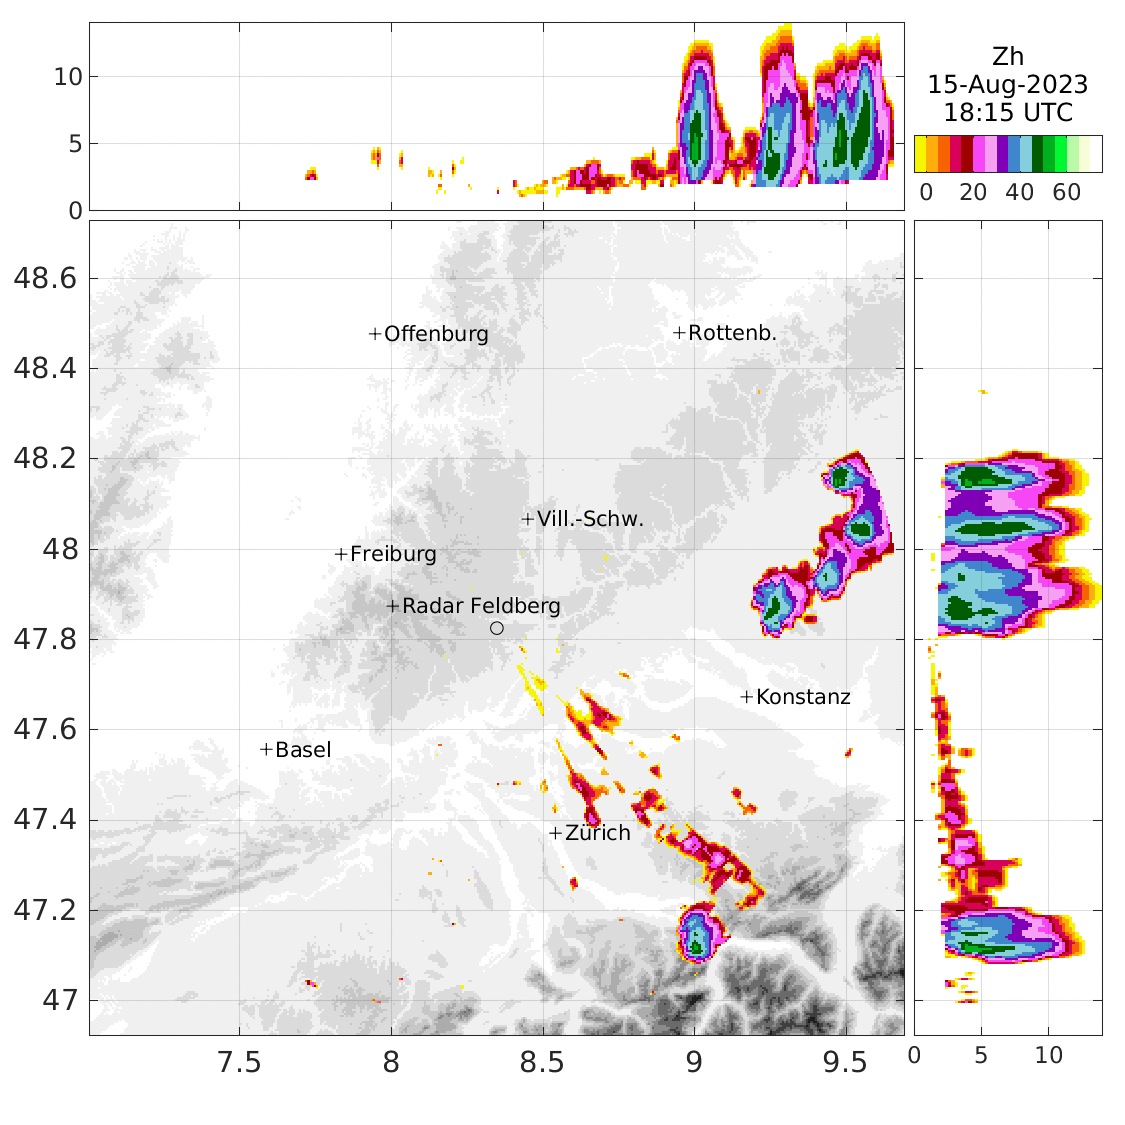 10
5
0
Zh
15-Aug-2023
18:15 UTC
0 20 40 60
48.6
48.4
48.2
48
47.8
47.6
47.4
47.2
47
+Offenburg
+Rottenb.
+Vill.-Schw.
+Freiburg
+Radar Feldberg
+Konstanz
+Basel
+Zürich
7.5 8 8.5 9 9.5
0 5 10